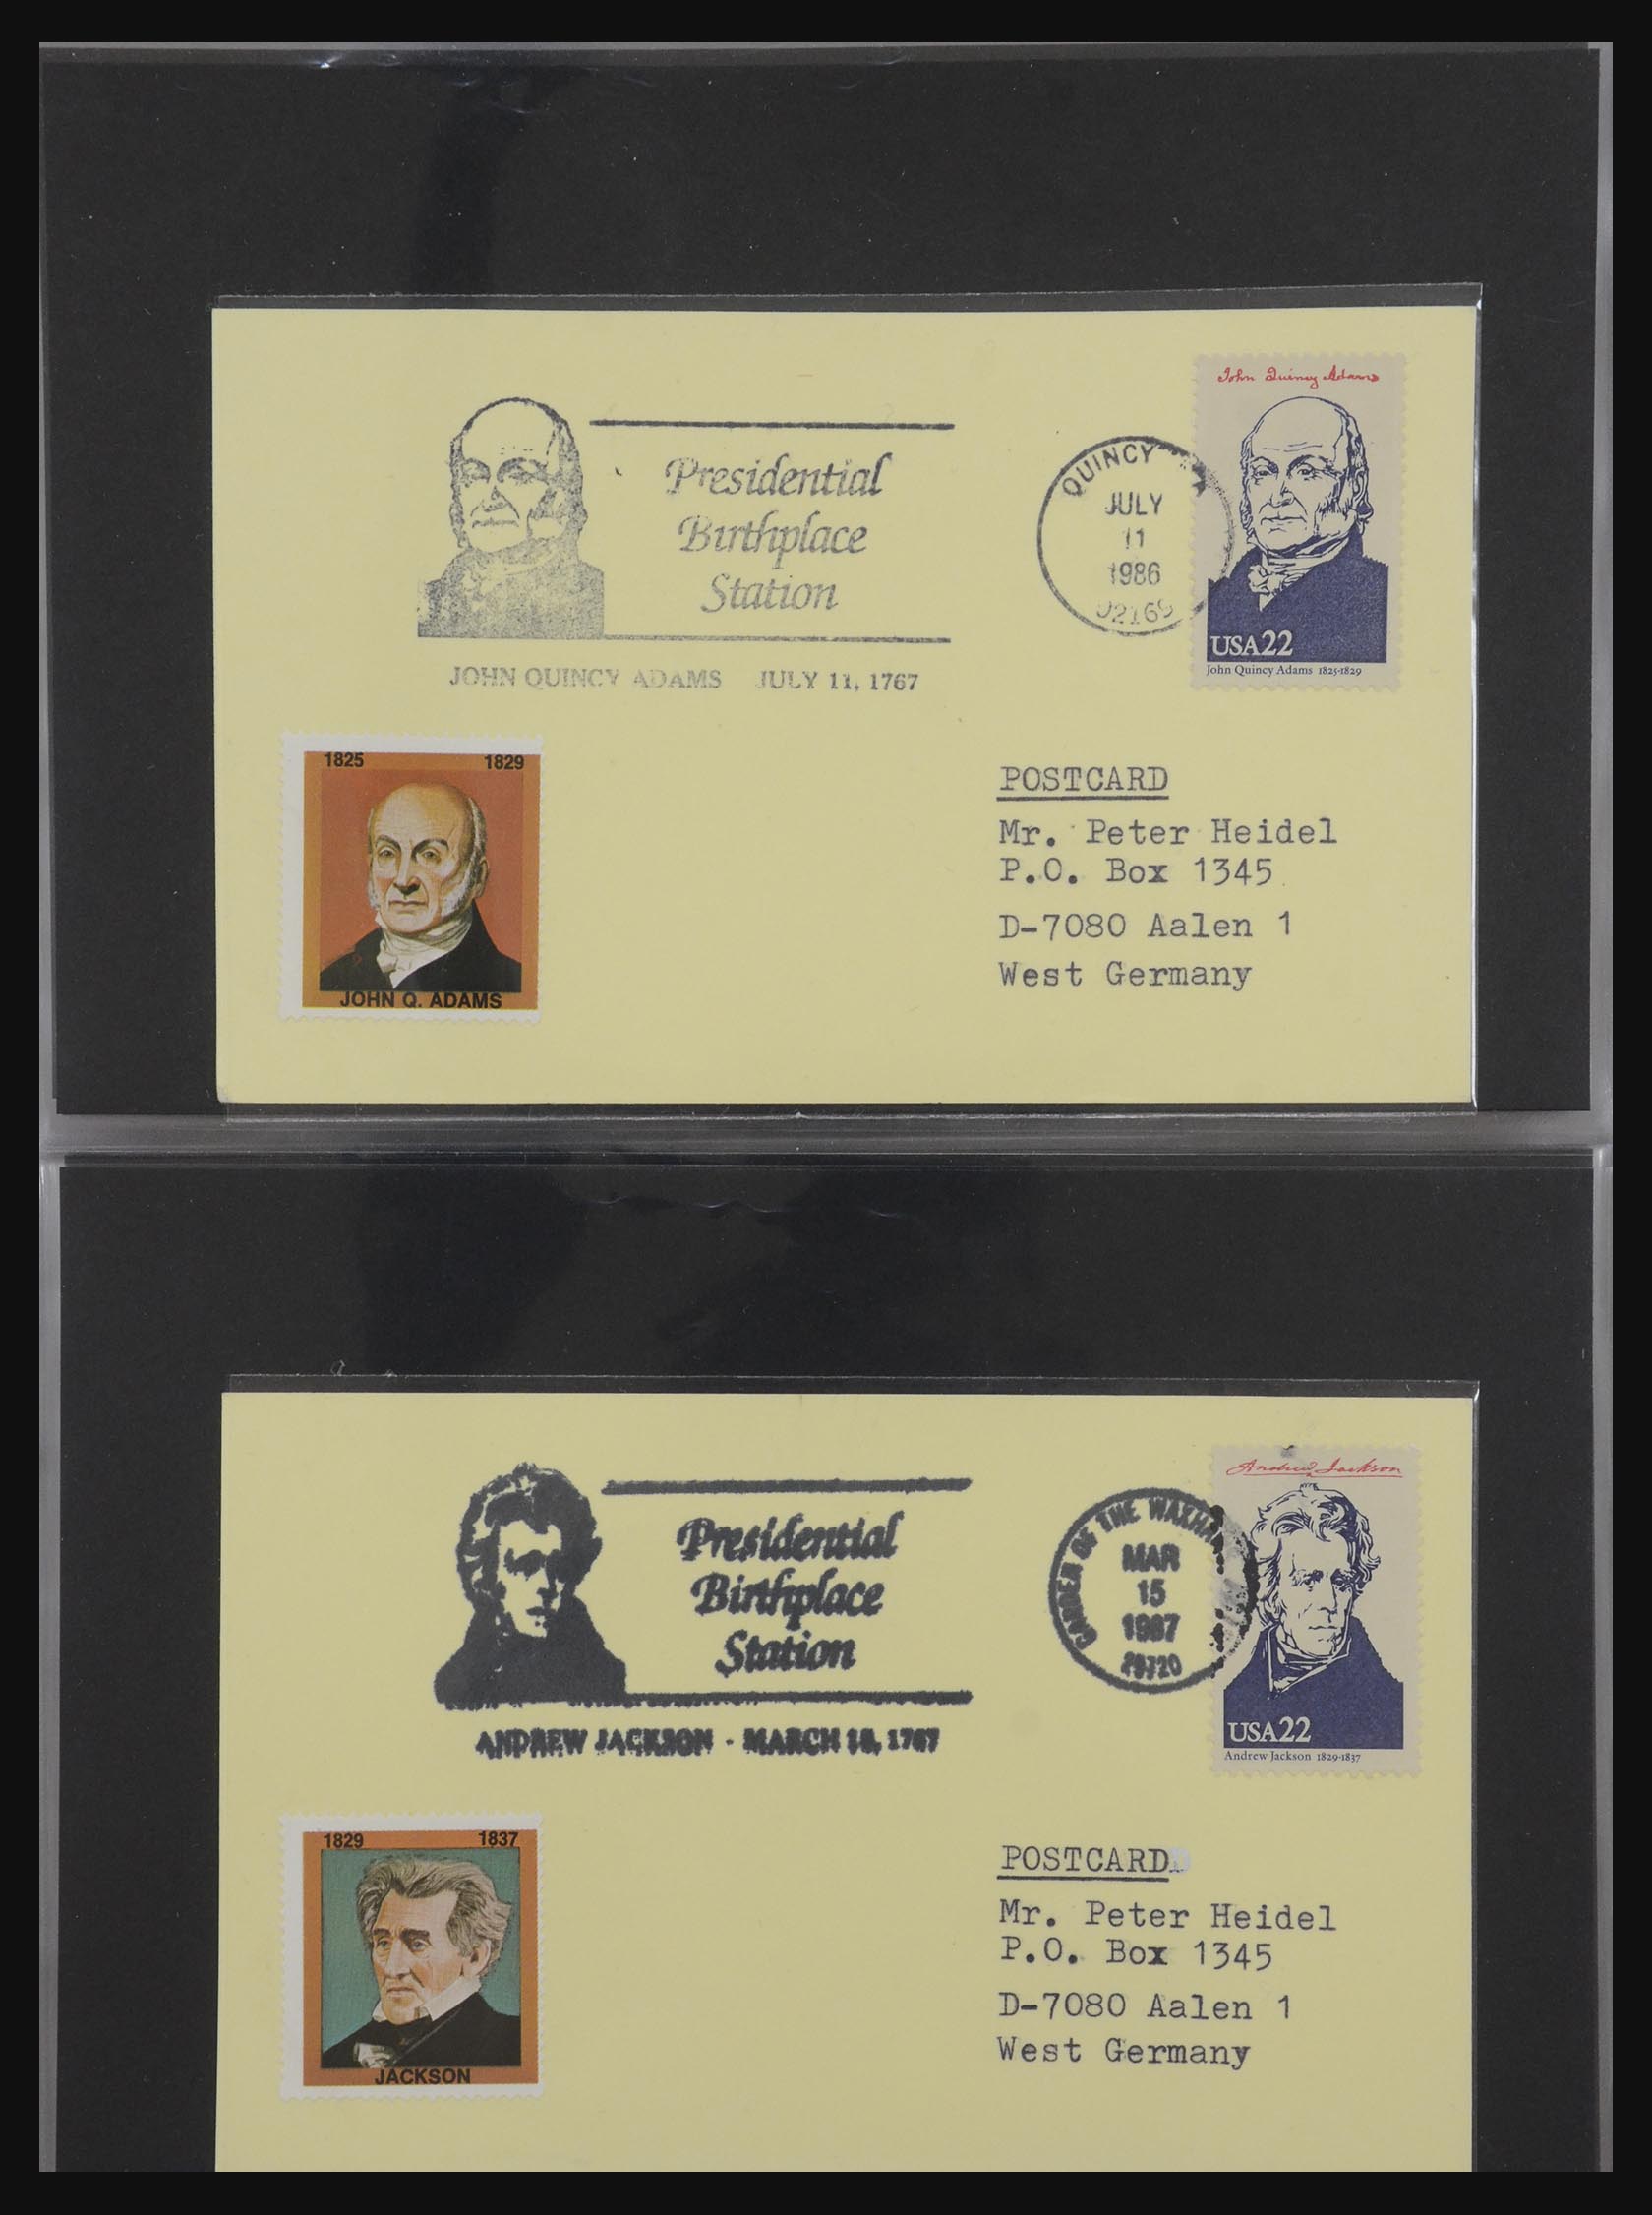 John Quincy Adams
Presidential
Birthplace
Station
JOHN QUINCY ADAMS JULY 11, 1767
QUINCY
JULY
11
1986
USA22
John Quincy Adams 1825-1829
1825 1829
JOHN Q. ADAMS
POSTCARD
Mr. Peter Heidel
P.O. Box 1345
D-7080 Aalen 1
West Germany
Andrew Jackson
Presidential
Birthplace
Station
ANDREW JACKSON - MARCH 15, 1767
OF THE
MAR
15
1987
29720
USA22
Andrew Jackson 1829-1837
1829 1837
JACKSON
POSTCARD
Mr. Peter Heidel
P.O. Box 1345
D-7080 Aalen 1
West Germany